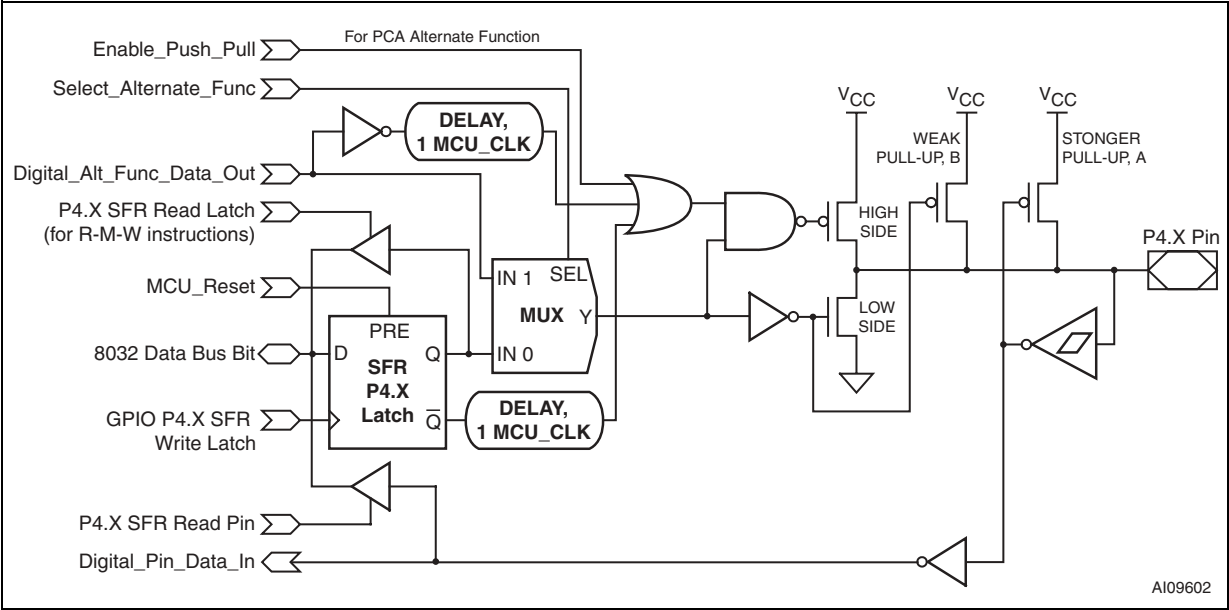 Enable_Push_Pull
For PCA Alternate Function
Select_Alternate_Func
DELAY,
1 MCU_CLK
Digital_Alt_Func_Data_Out
P4.X SFR Read Latch
(for R-M-W instructions)
MCU_Reset
8032 Data Bus Bit
GPIO P4.X SFR
Write Latch
P4.X SFR Read Pin
Digital_Pin_Data_In
PRE
D
Q
SFR
P4.X
Latch
Q̅
DELAY,
1 MCU_CLK
IN 1
SEL
MUX
Y
IN 0
VCC
HIGH
SIDE
LOW
SIDE
VCC
WEAK
PULL-UP, B
VCC
STONGER
PULL-UP, A
P4.X Pin
AI09602